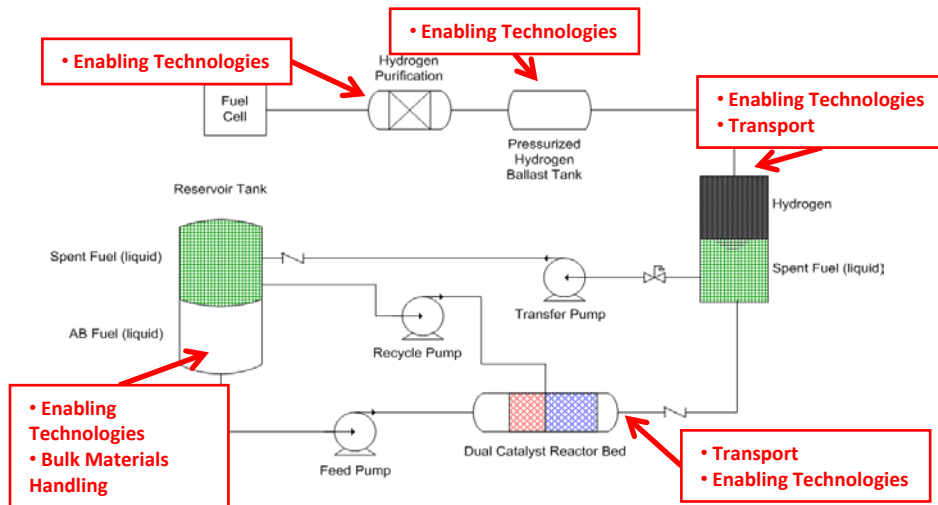 • Enabling Technologies
• Enabling Technologies
Hydrogen
Purification
Fuel
Cell
Pressurized
Hydrogen
Ballast Tank
• Enabling Technologies
• Transport
Reservoir Tank
Hydrogen
Spent Fuel (liquid)
Spent Fuel (liquid)
Transfer Pump
AB Fuel (liquid)
Recycle Pump
• Enabling
Technologies
• Bulk Materials
Handling
Feed Pump
Dual Catalyst Reactor Bed
• Transport
• Enabling Technologies